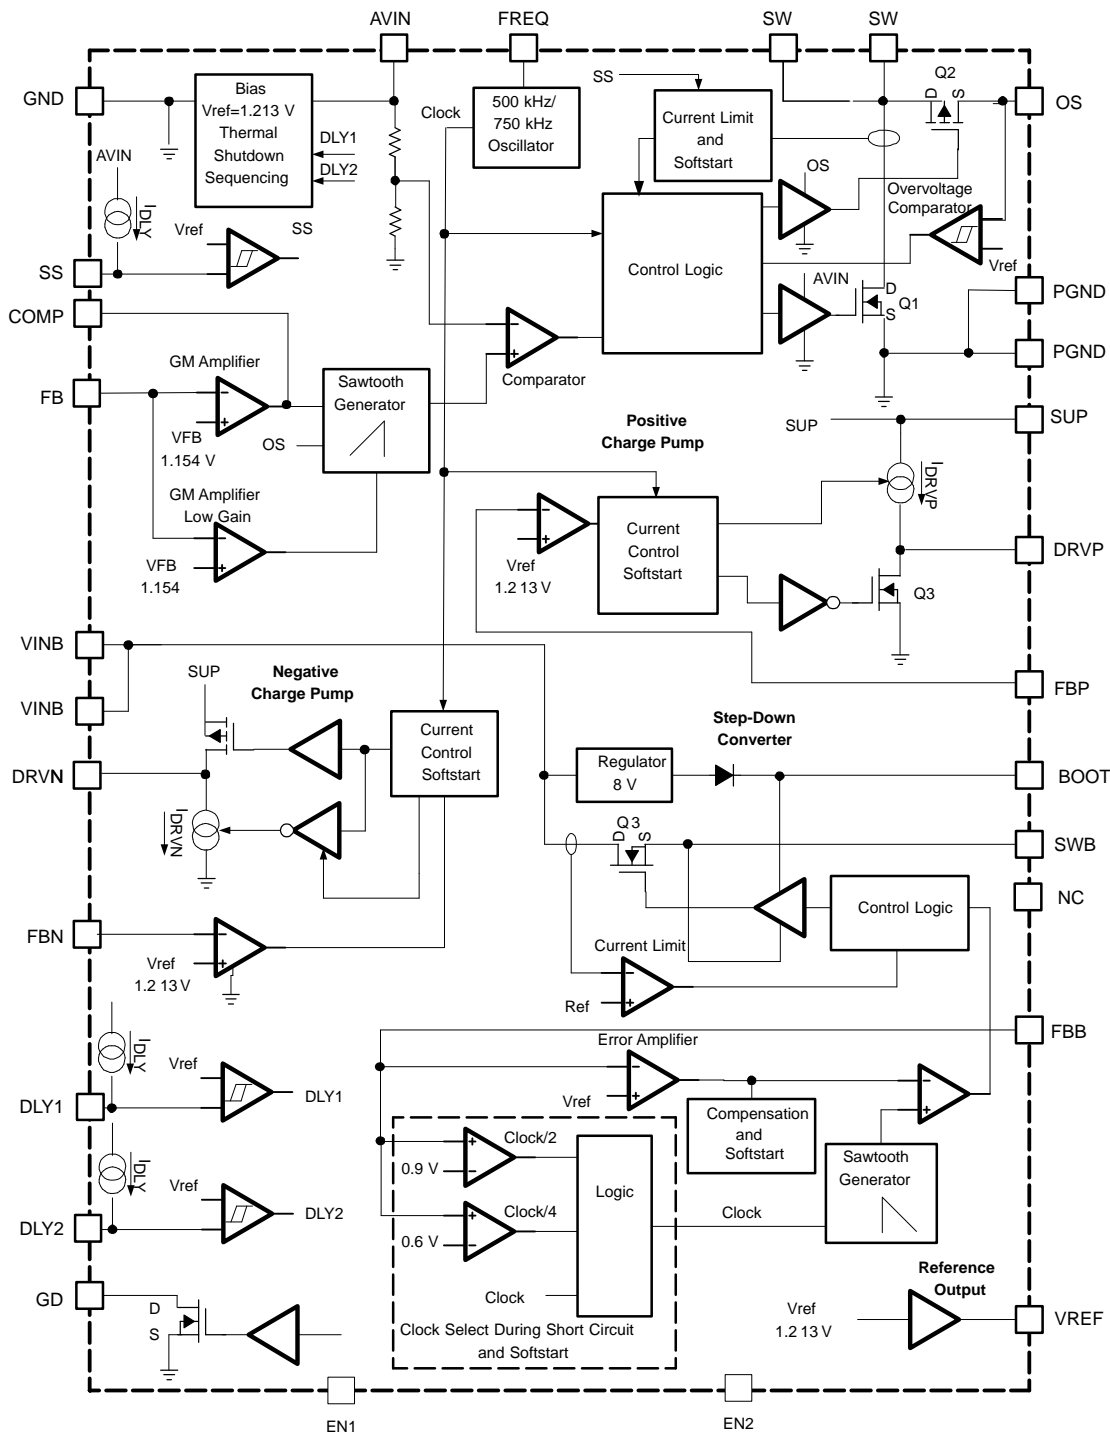 AVIN
FREQ
SW
SW
GND
Bias
Vref=1.213 V
Thermal
Shutdown
Sequencing
DLY1
DLY2
Clock
500 kHz/
750 kHz
Oscillator
SS
Current Limit
and
Softstart
Q2
D
S
OS
AVIN
IDLY
Vref
SS
SS
Control Logic
OS
Overvoltage
Comparator
Vref
AVIN
D
Q1
S
PGND
PGND
COMP
FB
GM Amplifier
VFB
1.154 V
Sawtooth
Generator
OS
Comparator
GM Amplifier
Low Gain
VFB
1.154
Positive
Charge Pump
SUP
SUP
IDRVP
Vref
1.2 13 V
Current
Control
Softstart
DRVP
Q3
FBP
VINB
VINB
SUP
Negative
Charge Pump
Current
Control
Softstart
DRVN
IDRVN
Step-Down
Converter
Regulator
8 V
BOOT
Q3
D
S
SWB
NC
Control Logic
FBN
Vref
1.2 13 V
Current Limit
Ref
FBB
Error Amplifier
Vref
Compensation
and
Softstart
Sawtooth
Generator
IDLY
Vref
DLY1
DLY1
IDLY
Vref
DLY2
DLY2
Clock/2
0.9 V
Clock/4
0.6 V
Logic
Clock
Clock
Clock Select During Short Circuit
and Softstart
GD
D
S
Reference
Output
Vref
1.2 13 V
VREF
EN1
EN2